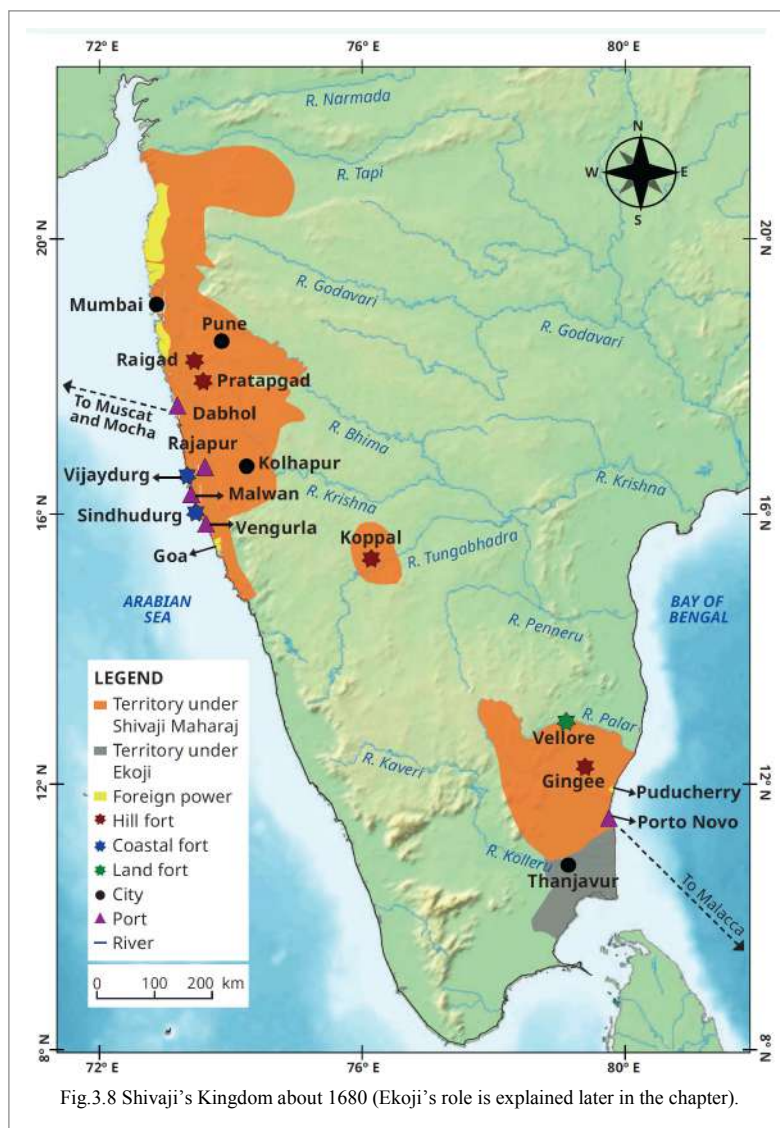 72° E
76° E
80° E
R. Narmada
N
W
E
S
R. Tapi
20° N
20° N
R. Godavari
Mumbai
Pune
R. Godavari
Raigad
Pratapgad
To Muscat
and Mocha
Dabhol
R. Bhima
Rajapur
Kolhapur
Vijaydurg
R. Krishna
R. Krishna
Malwan
16° N
16° N
Sindhudurg
Vengurla
Koppal
R. Tungabhadra
Goa
ARABIAN
SEA
BAY OF
BENGAL
R. Penneru
LEGEND
Territory under
Shivaji Maharaj
Territory under
Ekoji
Foreign power
Hill fort
Coastal fort
Land fort
City
Port
River
0 100 200 km
R. Palar
Vellore
R. Kaveri
Gingee
12° N
12° N
Puducherry
Porto Novo
R. Kolleru
Thanjavur
To Malacca
8° N
8° N
72° E
76° E
80° E
Fig.3.8 Shivaji’s Kingdom about 1680 (Ekoji’s role is explained later in the chapter).